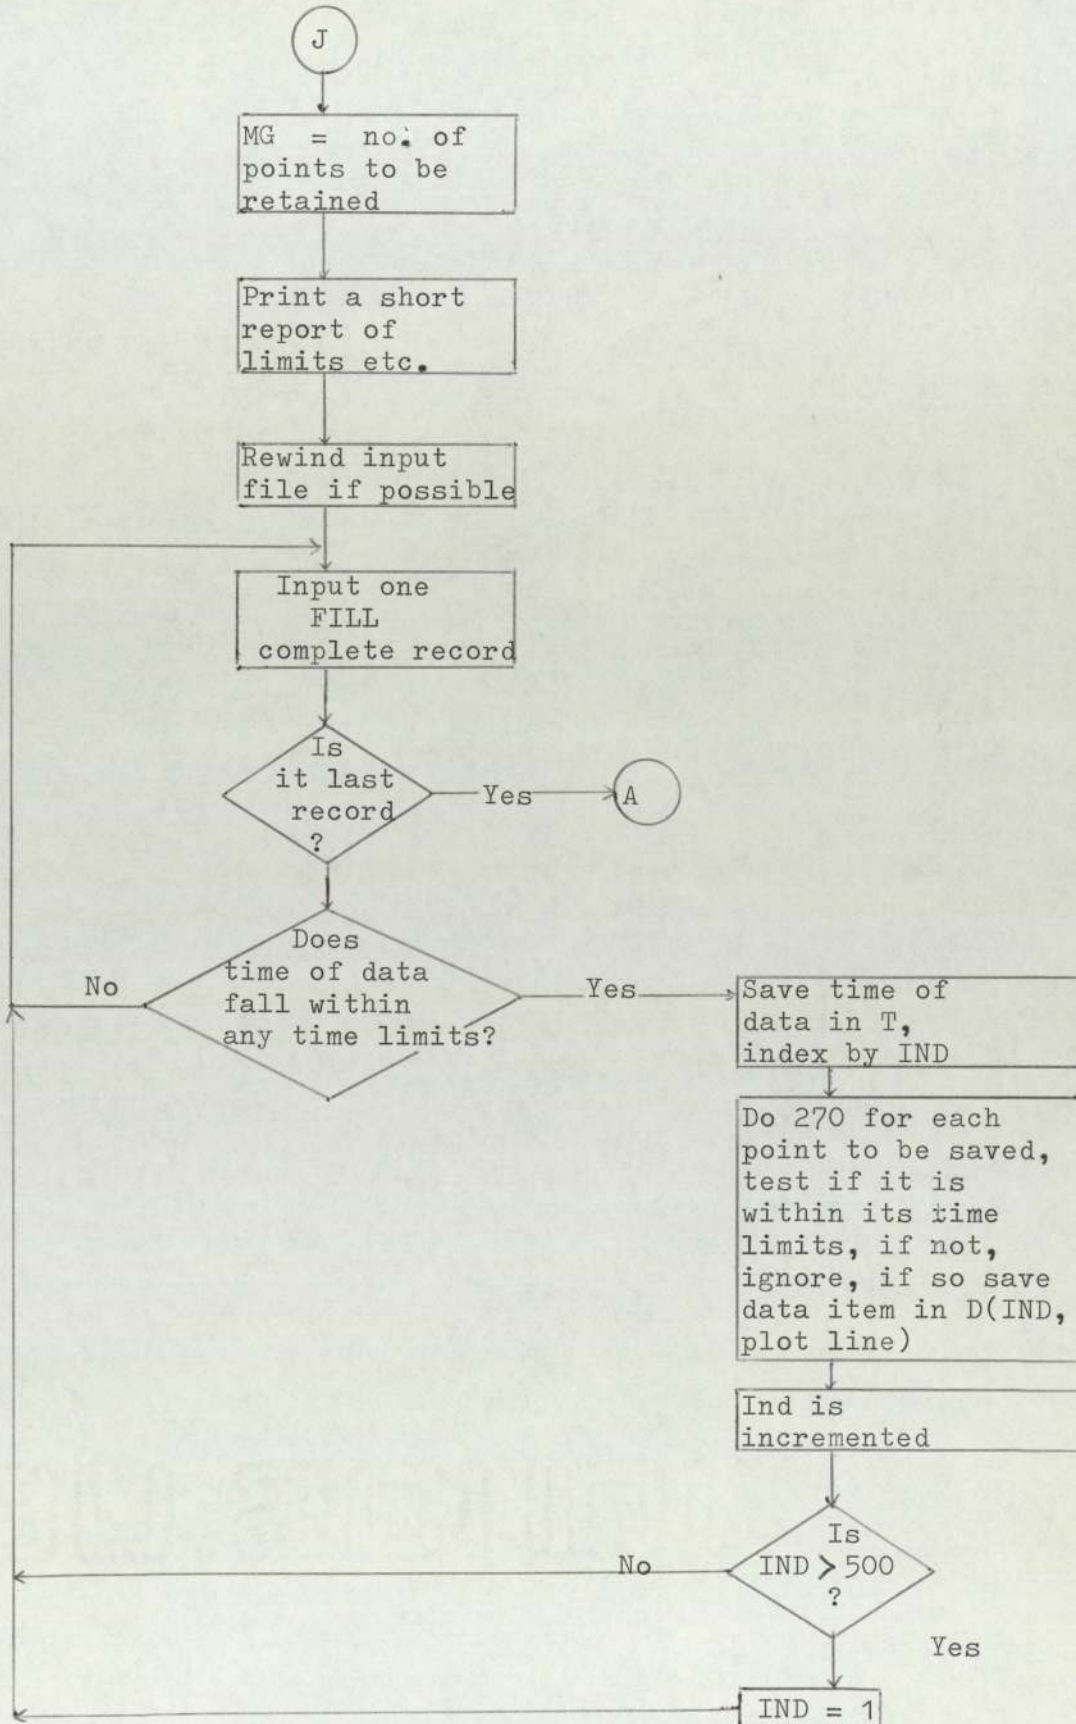 J
MG = no. of
points to be
retained
Print a short
report of
limits etc.
Rewind input
file if possible
Input one
FILL
complete record
Is
it last
record
?
Yes
A
Does
time of data
fall within
any time limits?
No
Yes
Save time of
data in T,
index by IND
Do 270 for each
point to be saved,
test if it is
within its time
limits, if not,
ignore, if so save
data item in D(IND,
plot line)
Ind is
incremented
Is
IND > 500
?
No
Yes
IND = 1